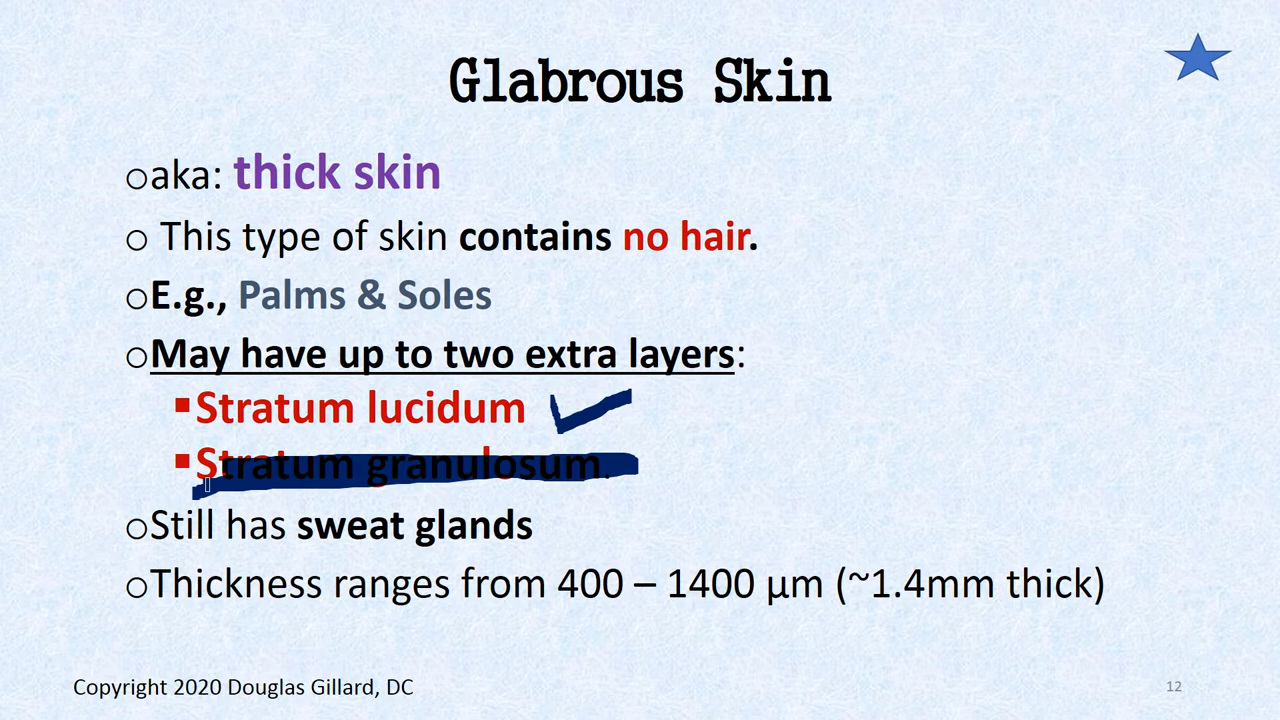 Glabrous Skin
oaka: thick skin
o This type of skin contains no hair.
oE.g., Palms & Soles
oMay have up to two extra layers:
▪Stratum lucidum
▪Stratum granulosum.
oStill has sweat glands
oThickness ranges from 400 – 1400 µm (~1.4mm thick)
Copyright 2020 Douglas Gillard, DC
12